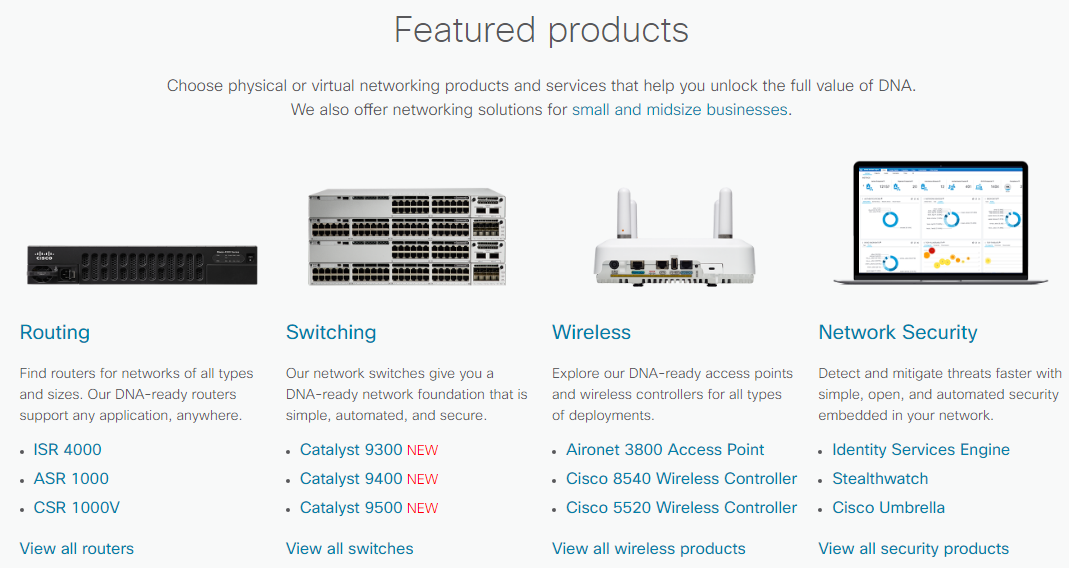 Featured products
Choose physical or virtual networking products and services that help you unlock the full value of DNA.
We also offer networking solutions for small and midsize businesses.
CISCO
Routing
Find routers for networks of all types
and sizes. Our DNA-ready routers
support any application, anywhere.
• ISR 4000
• ASR 1000
• CSR 1000V
View all routers
Switching
Our network switches give you a
DNA-ready network foundation that is
simple, automated, and secure.
• Catalyst 9300 NEW
• Catalyst 9400 NEW
• Catalyst 9500 NEW
View all switches
Wireless
Explore our DNA-ready access points
and wireless controllers for all types
of deployments.
• Aironet 3800 Access Point
• Cisco 8540 Wireless Controller
• Cisco 5520 Wireless Controller
View all wireless products
Network Security
Detect and mitigate threats faster with
simple, open, and automated security
embedded in your network.
• Identity Services Engine
• Stealthwatch
• Cisco Umbrella
View all security products